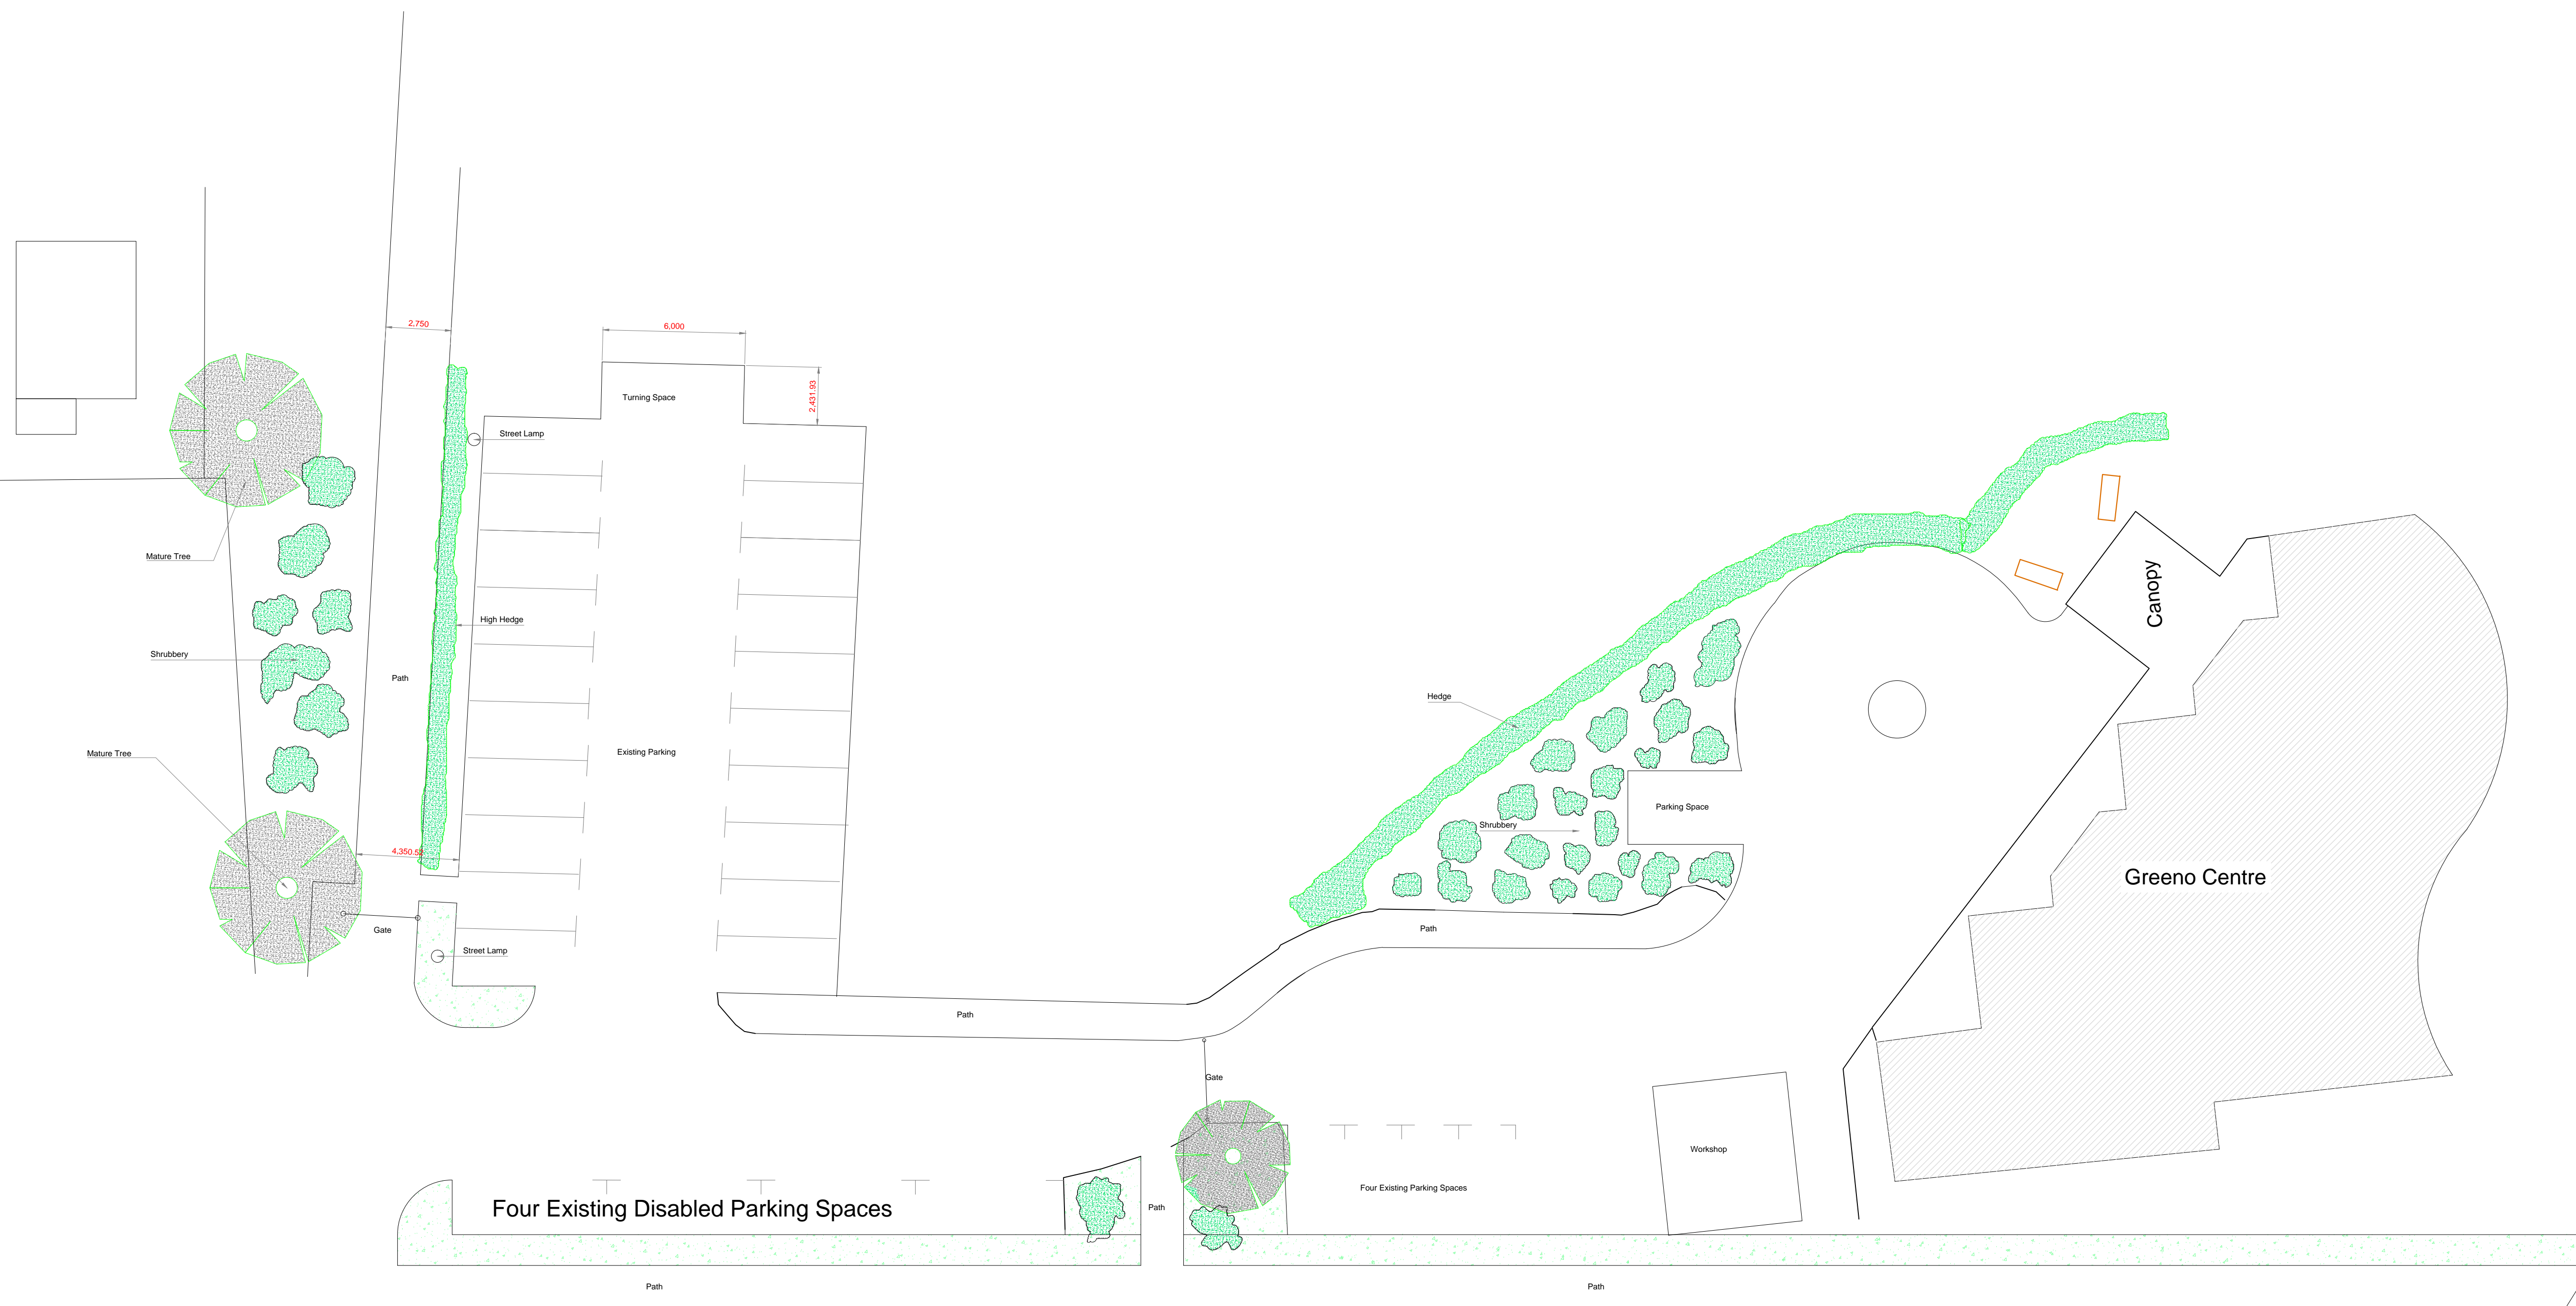 2,750
6,000
2,431.93
Turning Space
Street Lamp
Mature Tree
High Hedge
Shrubbery
Path
Existing Parking
Mature Tree
4,350.52
Gate
Street Lamp
Path
Gate
Four Existing Disabled Parking Spaces
Path
Path
Hedge
Shrubbery
Parking Space
Path
Canopy
Greeno Centre
Workshop
Four Existing Parking Spaces
Path